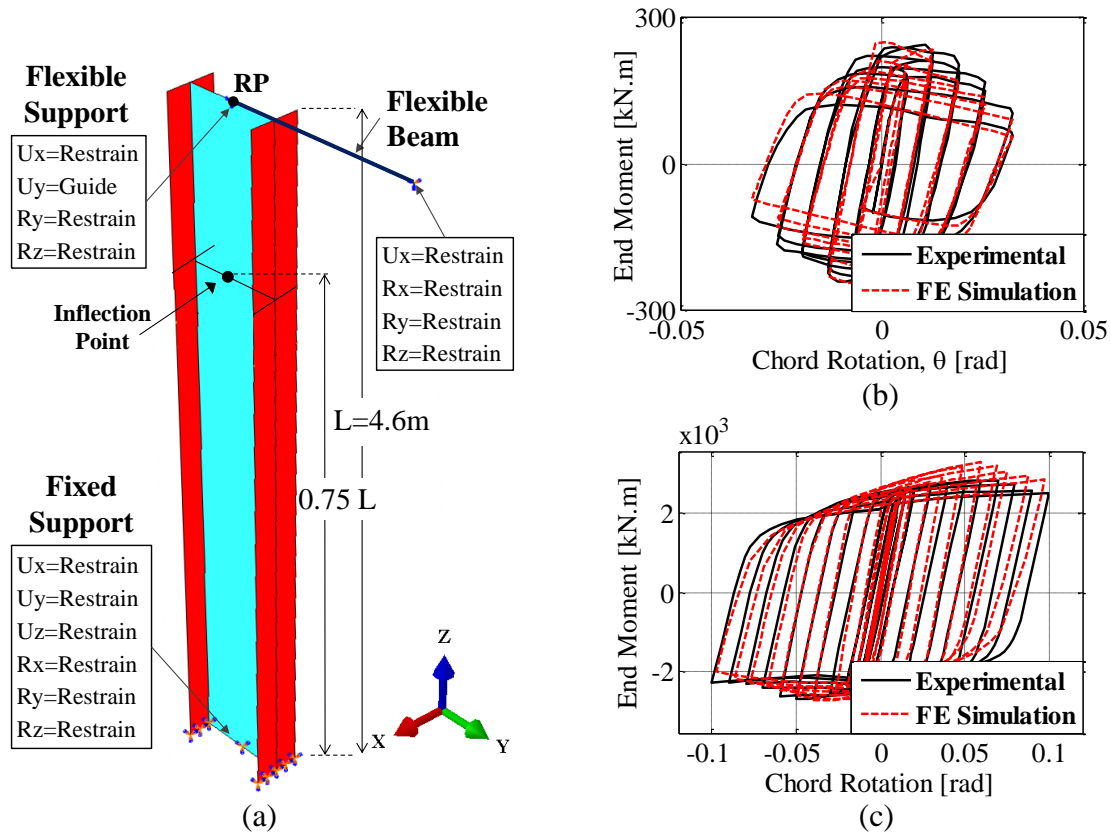 RP
Flexible
Support
Ux=Restrain
Uy=Guide
Ry=Restrain
Rz=Restrain
Flexible
Beam
Ux=Restrain
Rx=Restrain
Ry=Restrain
Rz=Restrain
Inflection
Point
L=4.6m
0.75 L
Fixed
Support
Ux=Restrain
Uy=Restrain
Uz=Restrain
Rx=Restrain
Ry=Restrain
Rz=Restrain
Z
X
Y
(a)
300
0
-300
End Moment [kN.m]
Experimental
FE Simulation
-0.05
0
0.05
Chord Rotation, θ [rad]
(b)
x10³
2
0
-2
End Moment [kN.m]
Experimental
FE Simulation
-0.1
-0.05
0
0.05
0.1
Chord Rotation [rad]
(c)